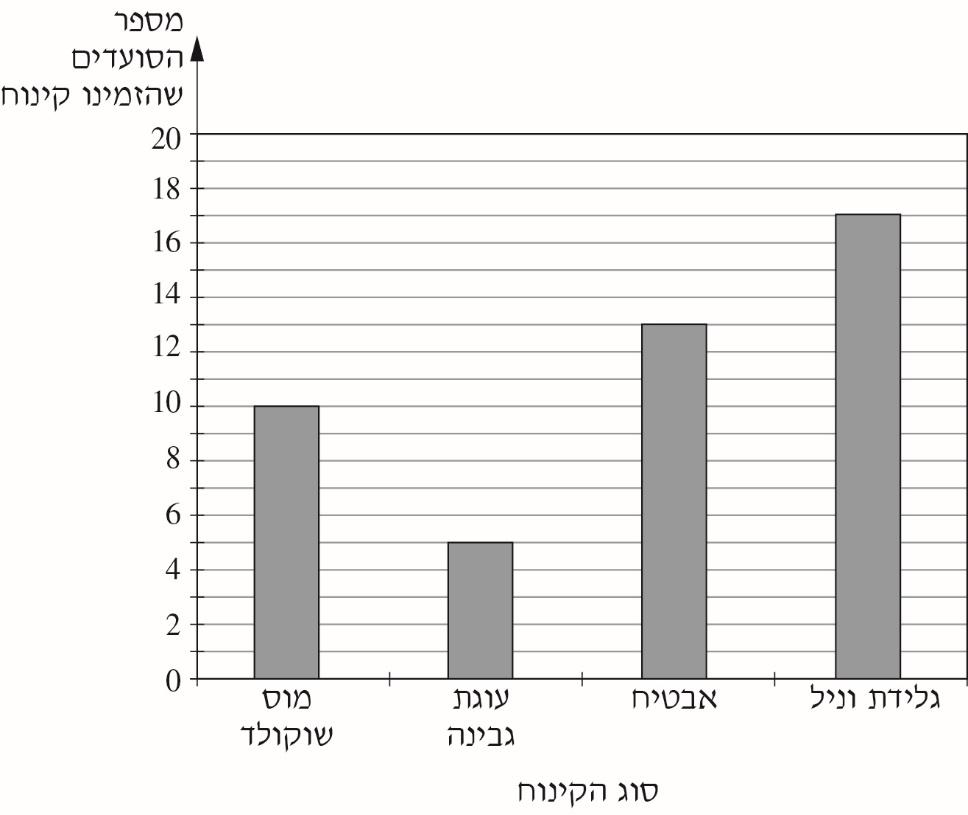 מספר
הסועדים
שהזמינו קינוח
20
18
16
14
12
10
8
6
4
2
0
מוס
שוקולד
עוגת
גבינה
אבטיח
גלידת וניל
סוג הקינוח